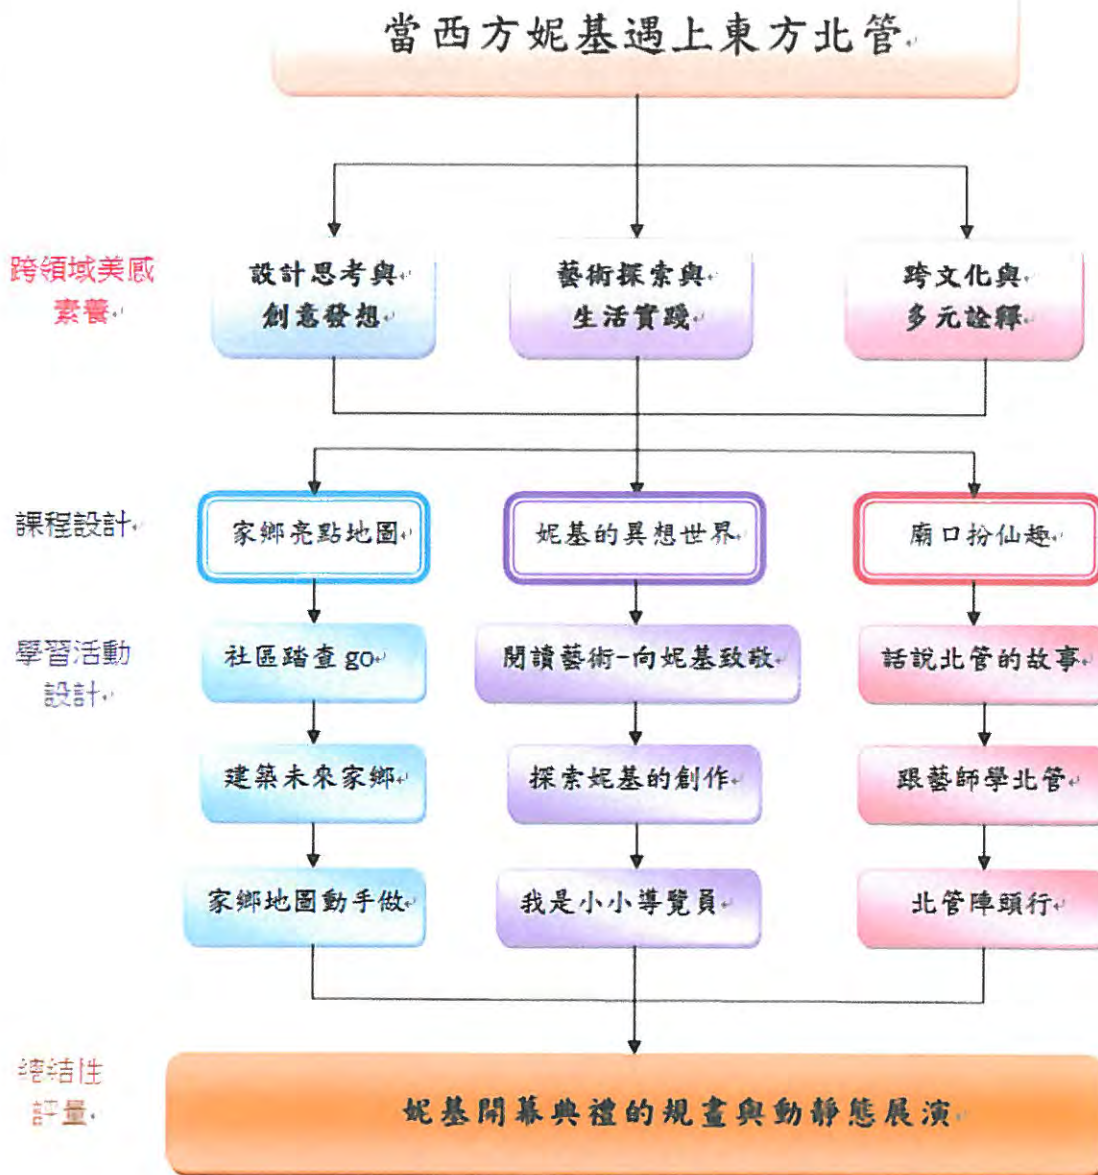 當西方妮基遇上東方北管
跨領域美感
素養
設計思考與
創意發想
藝術探索與
生活實踐
跨文化與
多元詮釋
課程設計
家鄉亮點地圖
妮基的異想世界
廟口扮仙趣
學習活動
設計
社區踏查 go
閱讀藝術-向妮基致敬
話說北管的故事
建築未來家鄉
探索妮基的創作
跟藝師學北管
家鄉地圖動手做
我是小小導覽員
北管陣頭行
總結性
評量
妮基開幕典禮的規畫與動靜態展演